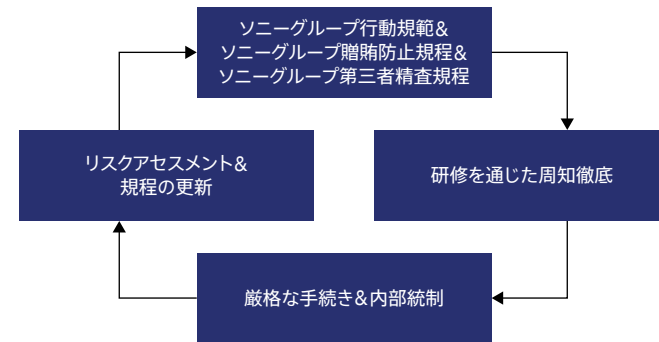 ソニーグループ行動規範&
ソニーグループ贈賄防止規程&
ソニーグループ第三者精査規程
研修を通じた周知徹底
厳格な手続き&内部統制
リスクアセスメント&
規程の更新